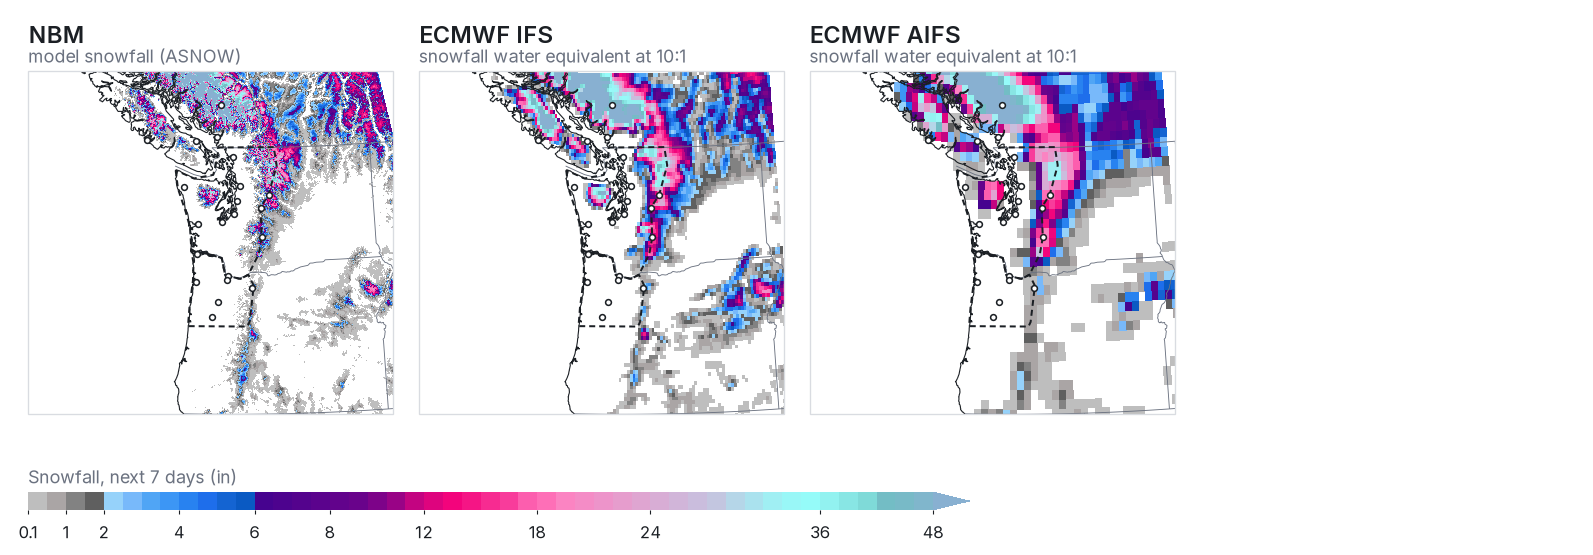 NBM
model snowfall (ASNOW)
ECMWF IFS
snowfall water equivalent at 10:1
ECMWF AIFS
snowfall water equivalent at 10:1
Snowfall, next 7 days (in)
0.1 1 2 4 6 8 12 18 24 36 48